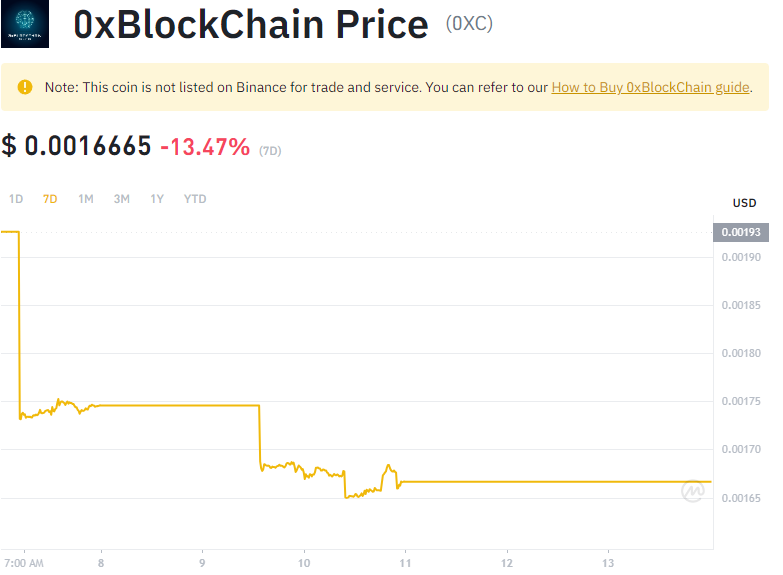 0xBlockChain Price (0XC)
Note: This coin is not listed on Binance for trade and service. You can refer to our How to Buy 0xBlockChain guide.
$ 0.0016665 -13.47% (7D)
1D 7D 1M 3M 1Y YTD
USD
0.00193
0.00190
0.00185
0.00180
0.00175
0.00170
0.00165
7:00 AM 8 9 10 11 12 13